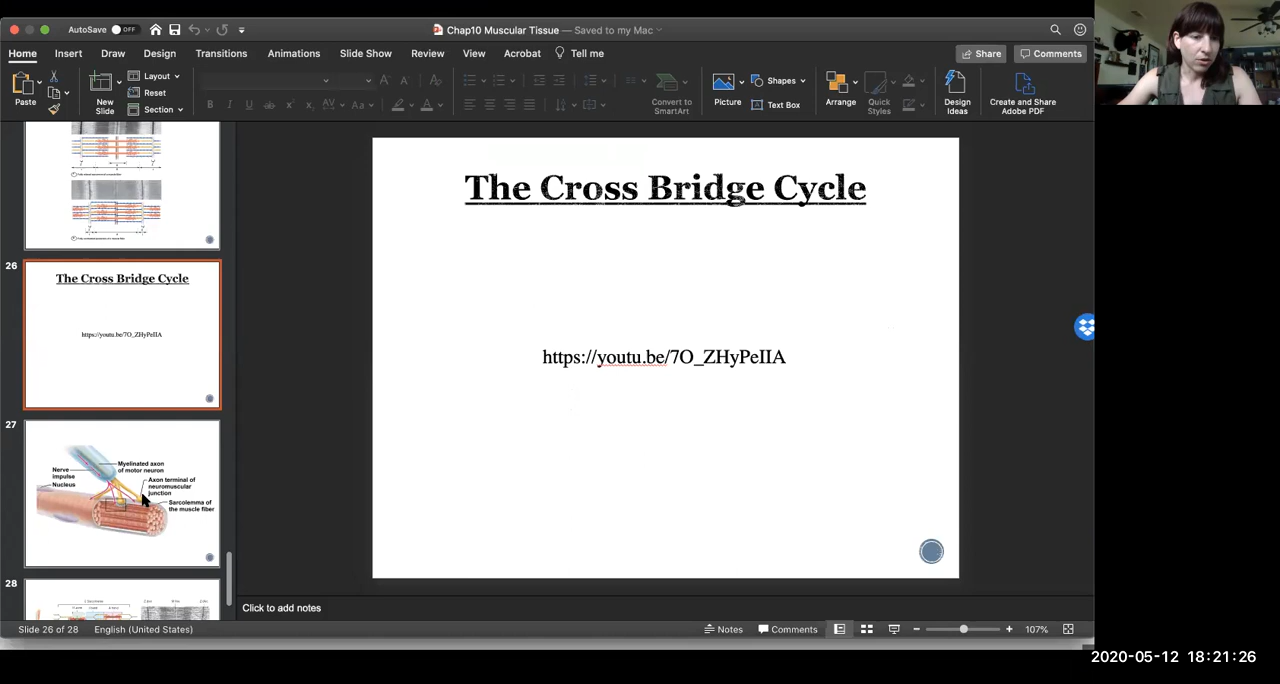 AutoSave OFF
Chap10 Muscular Tissue — Saved to my Mac
Home Insert Draw Design Transitions Animations Slide Show Review View Acrobat Tell me
Share Comments
Paste
New Slide
Layout
Reset
Section
Convert to SmartArt
Picture
Shapes
Text Box
Arrange
Quick Styles
Design Ideas
Create and Share Adobe PDF
26
The Cross Bridge Cycle
https://youtu.be/7O_ZHyPeIIA
27
Nerve impulse
Nucleus
Myelinated axon of motor neuron
Axon terminal of neuromuscular junction
Sarcolemma of the muscle fiber
28
The Cross Bridge Cycle
https://youtu.be/7O_ZHyPeIIA
Click to add notes
Slide 26 of 28 English (United States)
Notes Comments 107%
2020-05-12 18:21:26